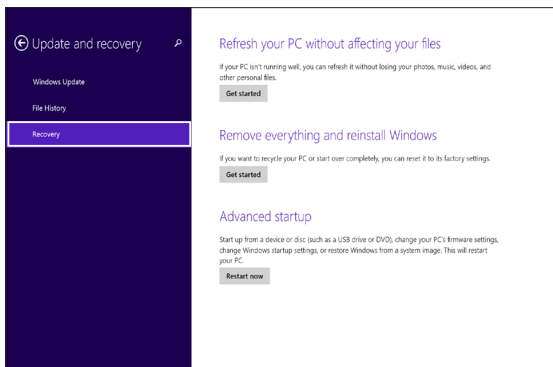 Update and recovery
Windows Update
File History
Recovery
Refresh your PC without affecting your files
If your PC isn't running well, you can refresh it without losing your photos, music, videos, and
other personal files.
Get started
Remove everything and reinstall Windows
If you want to recycle your PC or start over completely, you can reset it to its factory settings.
Get started
Advanced startup
Start up from a device or disc (such as a USB drive or DVD), change your PC's firmware settings,
change Windows startup settings, or restore Windows from a system image. This will restart
your PC.
Restart now